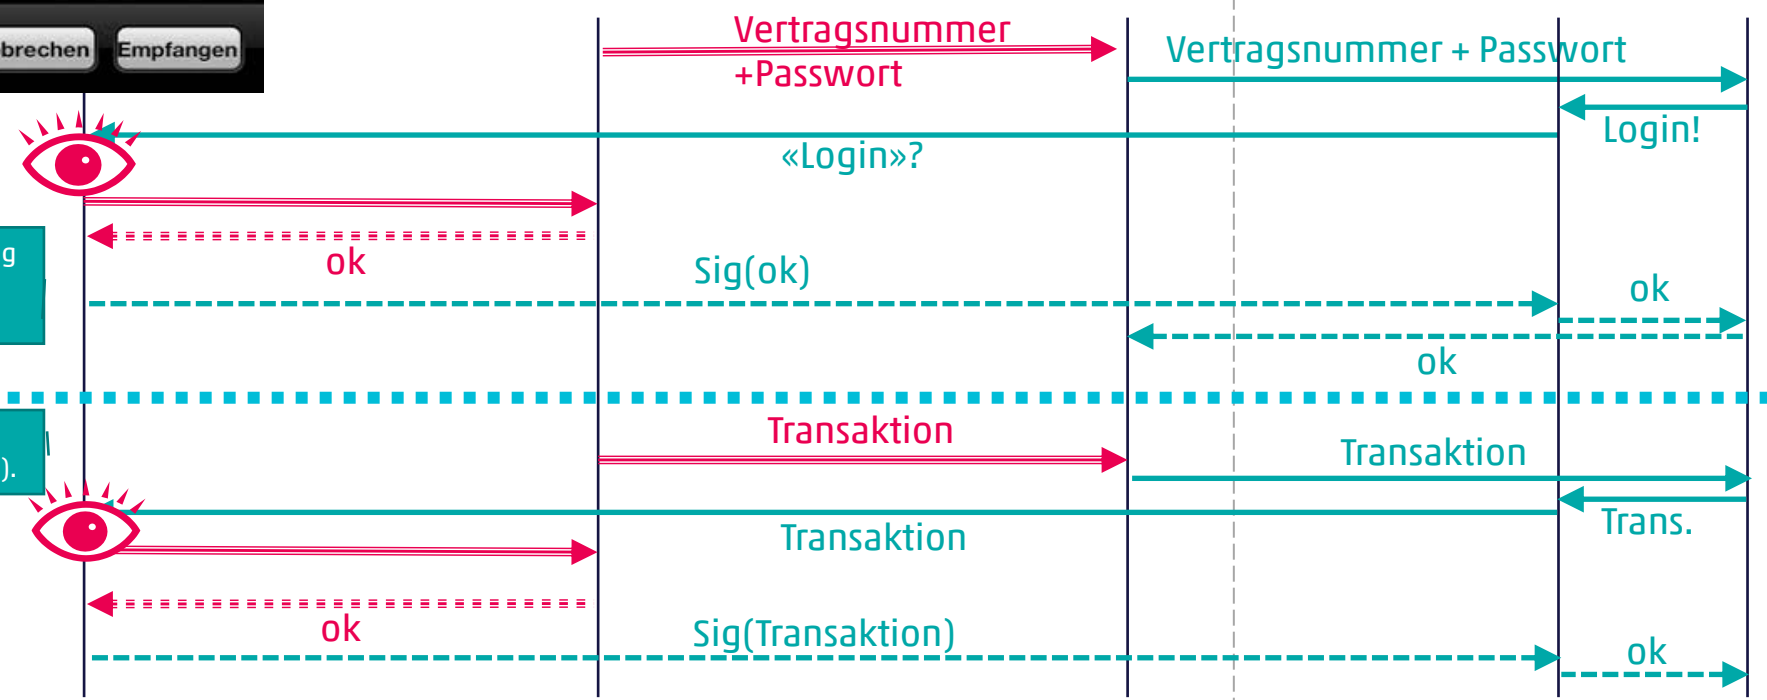 brechen
Empfangen
Vertragsnummer
+Passwort
Vertragsnummer + Passwort
Login!
«Login»?
g
ok
Sig(ok)
ok
ok
Transaktion
Transaktion
).
Trans.
Transaktion
ok
Sig(Transaktion)
ok